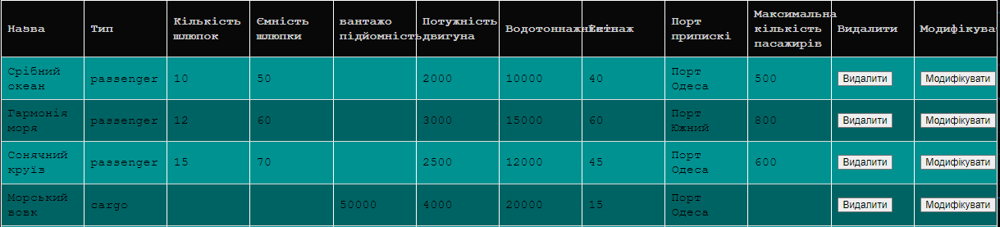 Назва
Тип
Кількість
шлюпок
Ємність
шлюпки
вантажо
підйомність
Потужність
двигуна
Водотоннажність
Екіпаж
Порт
припискі
Максимальна
кількість
пасажирів
Видалити
Модифікуват
Срібний
океан
passenger
10
50
2000
10000
40
Порт
Одеса
500
Видалити
Модифікувати
Гармонія
моря
passenger
12
60
3000
15000
60
Порт
Южний
800
Видалити
Модифікувати
Сонячний
круїз
passenger
15
70
2500
12000
45
Порт
Одеса
600
Видалити
Модифікувати
Морський
вовк
cargo
50000
4000
20000
15
Порт
Одеса
Видалити
Модифікувати